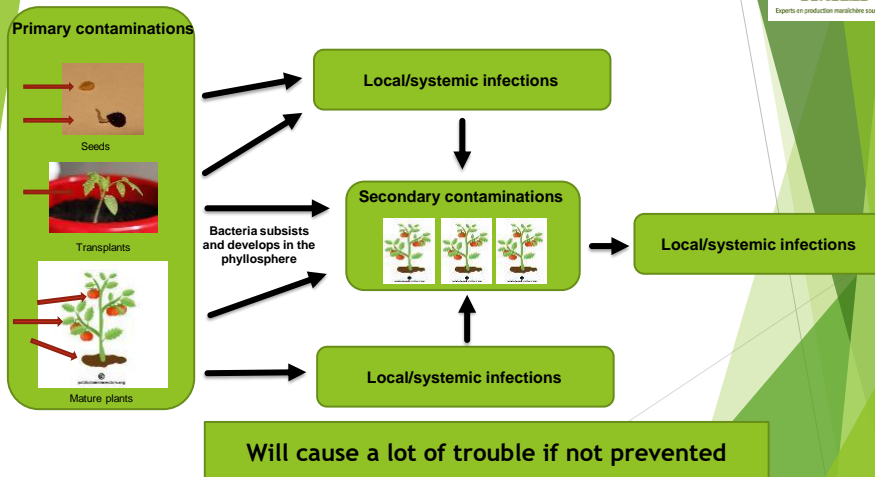 Experts en production maraîchère
Primary contaminations
Seeds
Transplants
Mature plants
Local/systemic infections
Bacteria subsists
and develops in the
phyllosphere
Secondary contaminations
Local/systemic infections
Local/systemic infections
Will cause a lot of trouble if not prevented